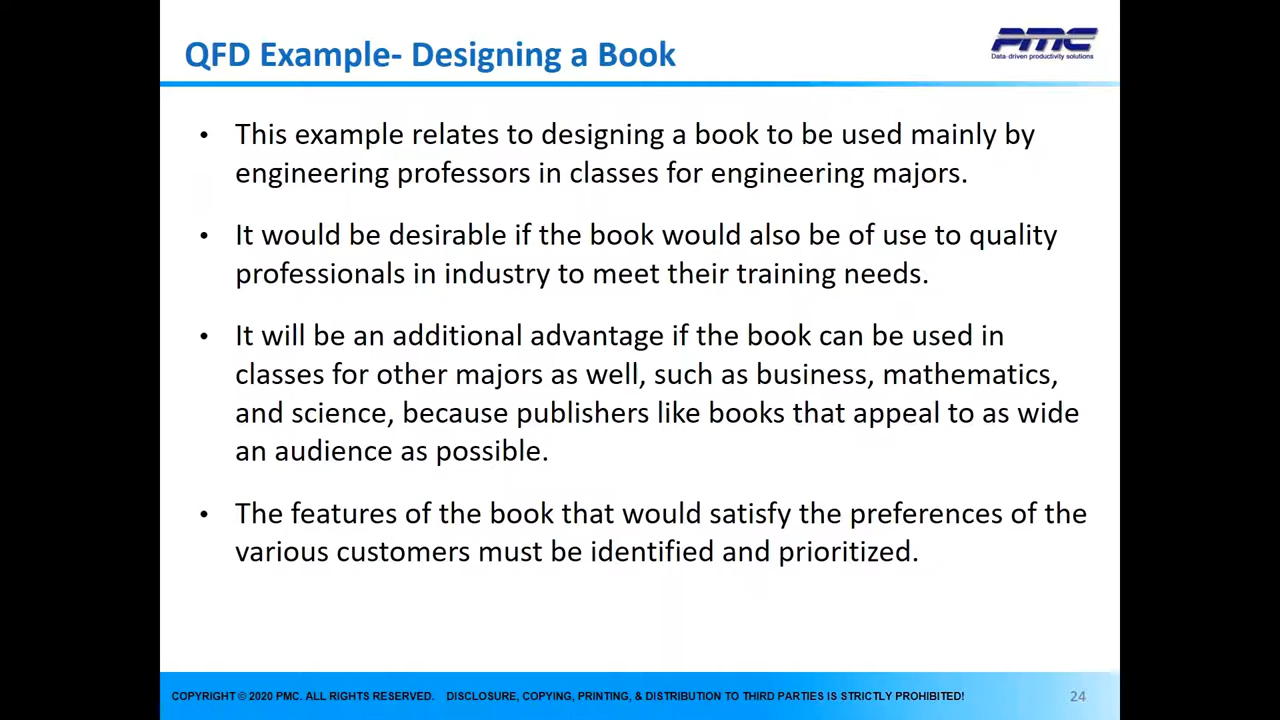 QFD Example- Designing a Book
PMC
Data-driven productivity solutions
• This example relates to designing a book to be used mainly by
engineering professors in classes for engineering majors.
• It would be desirable if the book would also be of use to quality
professionals in industry to meet their training needs.
• It will be an additional advantage if the book can be used in
classes for other majors as well, such as business, mathematics,
and science, because publishers like books that appeal to as wide
an audience as possible.
• The features of the book that would satisfy the preferences of the
various customers must be identified and prioritized.
COPYRIGHT © 2020 PMC. ALL RIGHTS RESERVED. DISCLOSURE, COPYING, PRINTING, & DISTRIBUTION TO THIRD PARTIES IS STRICTLY PROHIBITED!
24